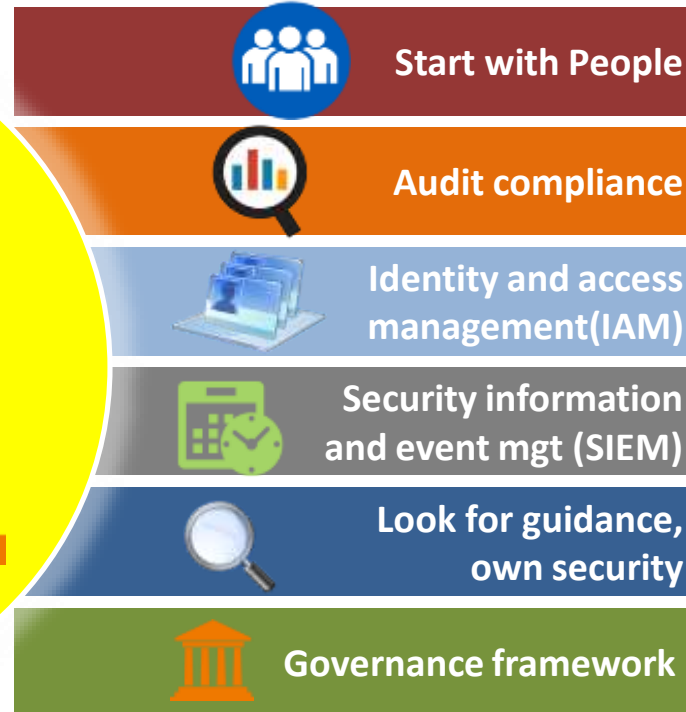 Start with People
Audit compliance
Identity and access
management(IAM)
Security information
and event mgt (SIEM)
Look for guidance,
own security
Governance framework